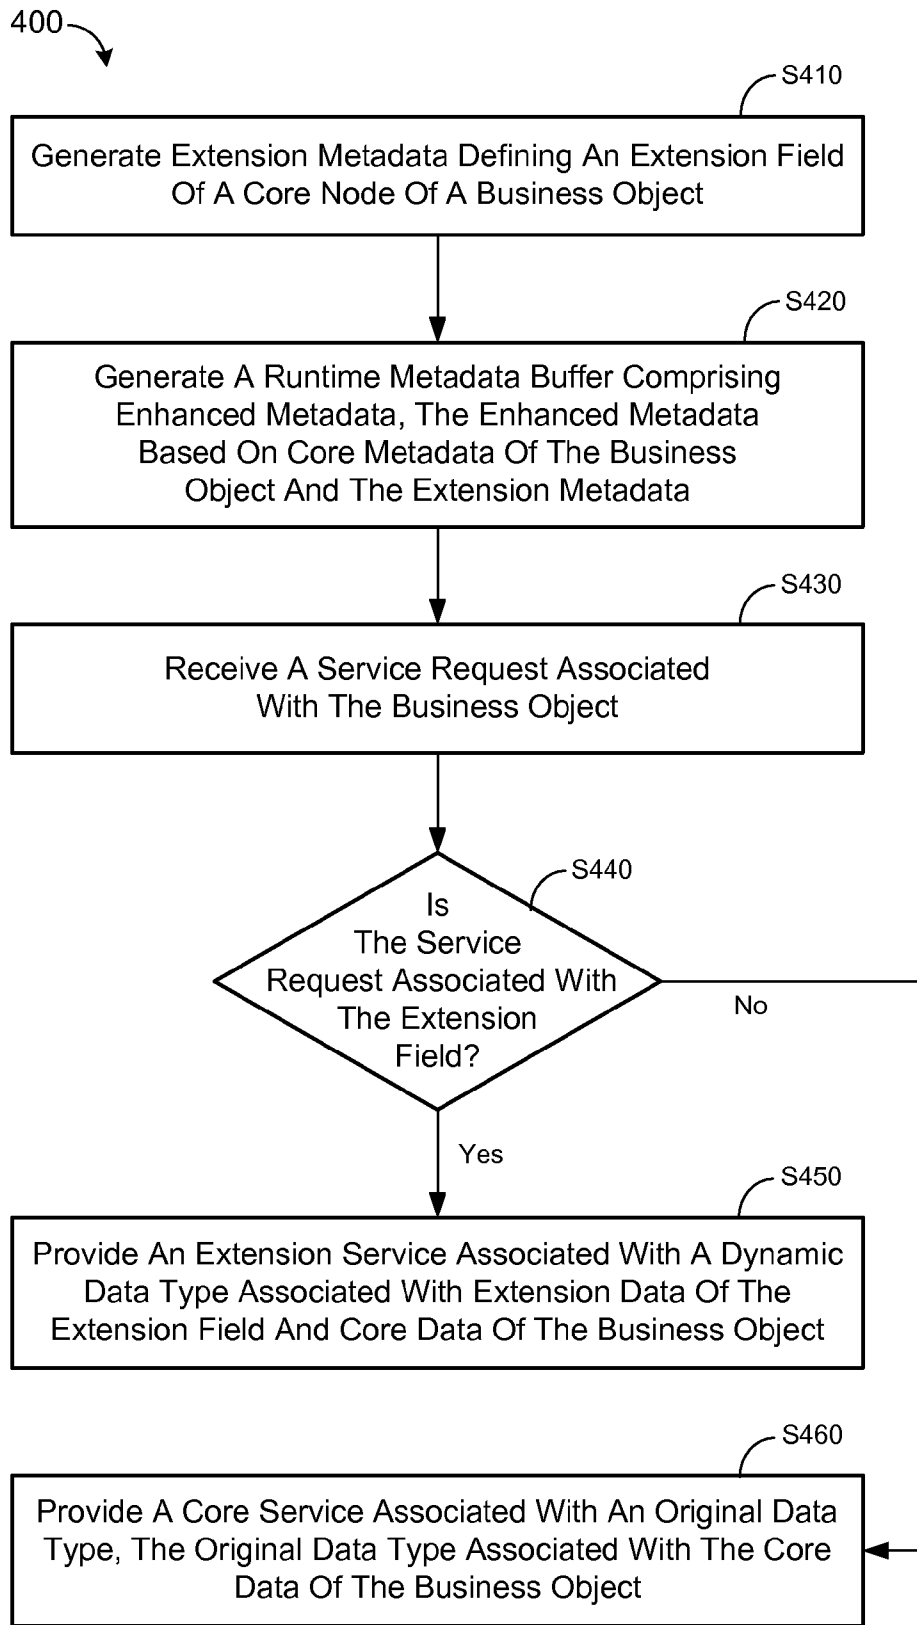 400
S410
Generate Extension Metadata Defining An Extension Field
Of A Core Node Of A Business Object
S420
Generate A Runtime Metadata Buffer Comprising
Enhanced Metadata, The Enhanced Metadata
Based On Core Metadata Of The Business
Object And The Extension Metadata
S430
Receive A Service Request Associated
With The Business Object
S440
Is
The Service
Request Associated With
The Extension
Field?
No
Yes
S450
Provide An Extension Service Associated With A Dynamic
Data Type Associated With Extension Data Of The
Extension Field And Core Data Of The Business Object
S460
Provide A Core Service Associated With An Original Data
Type, The Original Data Type Associated With The Core
Data Of The Business Object